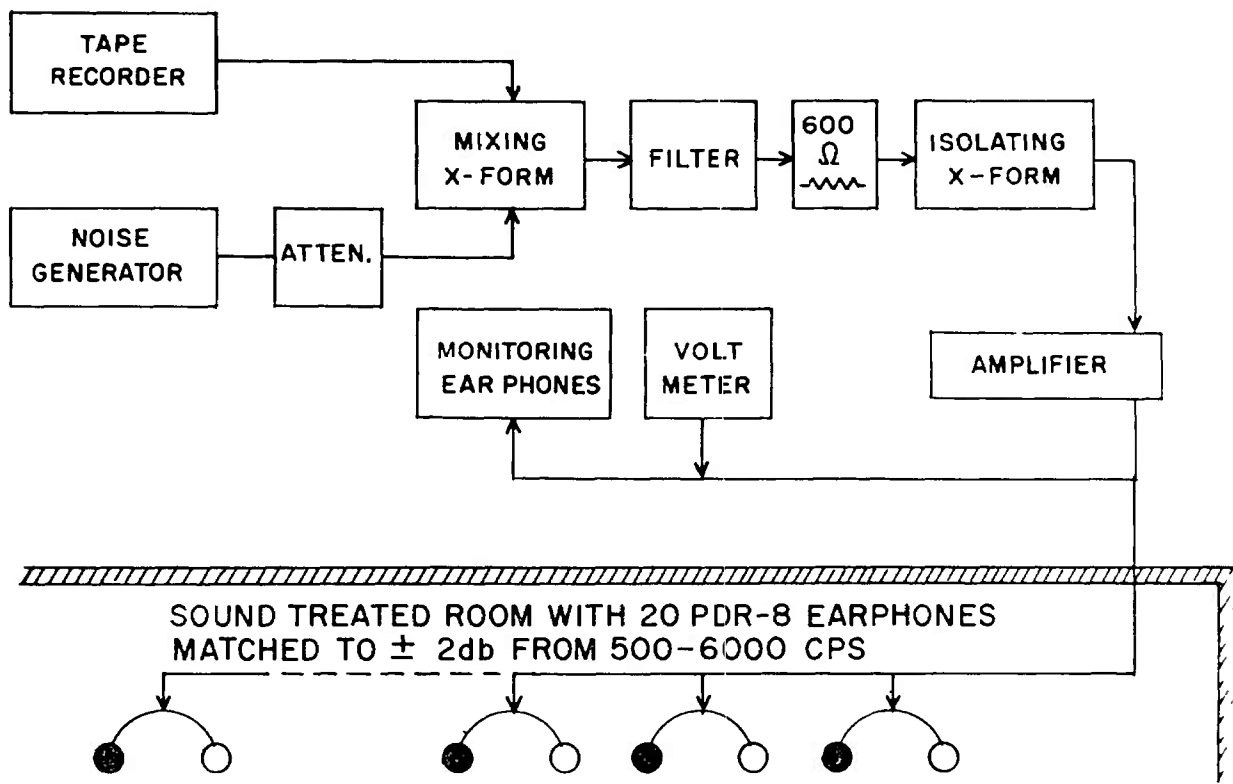 TAPE
RECORDER
MIXING
X-FORM
FILTER
600
Ω
ISOLATING
X-FORM
NOISE
GENERATOR
ATTEN.
MONITORING
EAR PHONES
VOLT
METER
AMPLIFIER
SOUND TREATED ROOM WITH 20 PDR-8 EARPHONES
MATCHED TO ± 2db FROM 500-6000 CPS